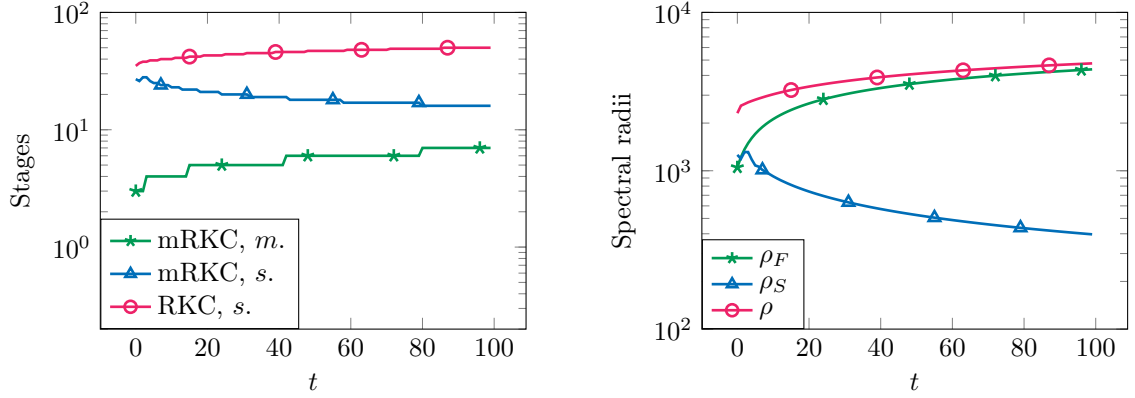 10^2
10^1
10^0
Stages
mRKC, m.
mRKC, s.
RKC, s.
0 20 40 60 80 100
t
10^4
10^3
10^2
Spectral radii
ρ_F
ρ_S
ρ
0 20 40 60 80 100
t